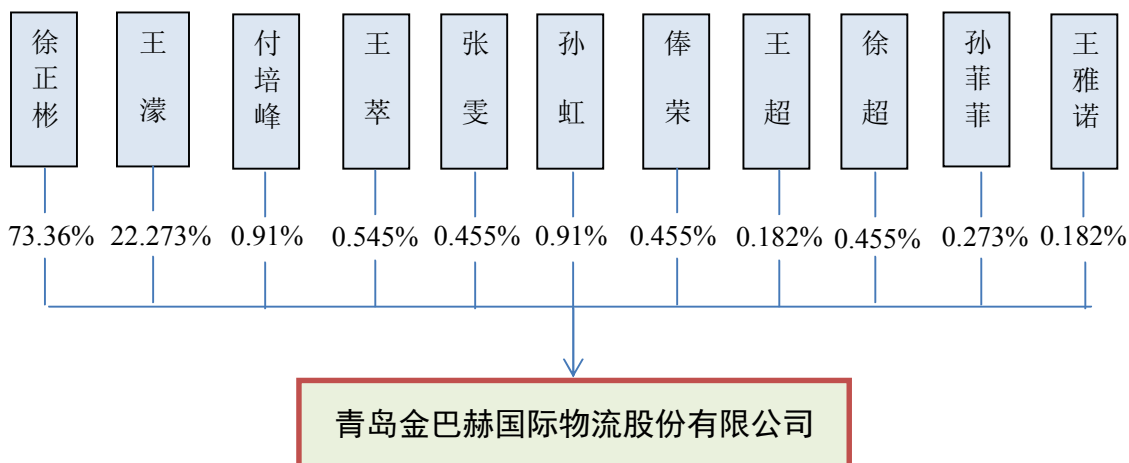 徐正彬
王濛
付培峰
王萃
张雯
孙虹
俸荣
王超
徐超
孙菲菲
王雅诺
73.36% 22.273% 0.91% 0.545% 0.455% 0.91% 0.455% 0.182% 0.455% 0.273% 0.182%
青岛金巴赫国际物流股份有限公司